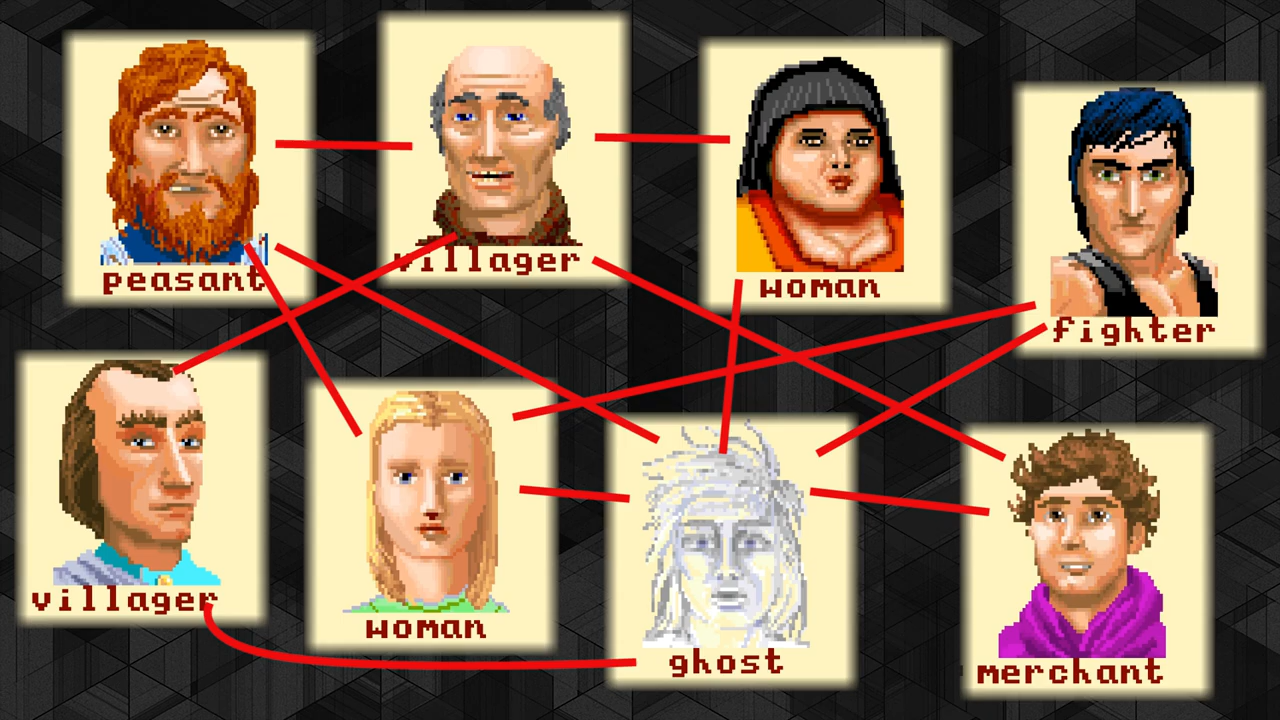 peasant
villager
woman
fighter
villager
woman
ghost
merchant